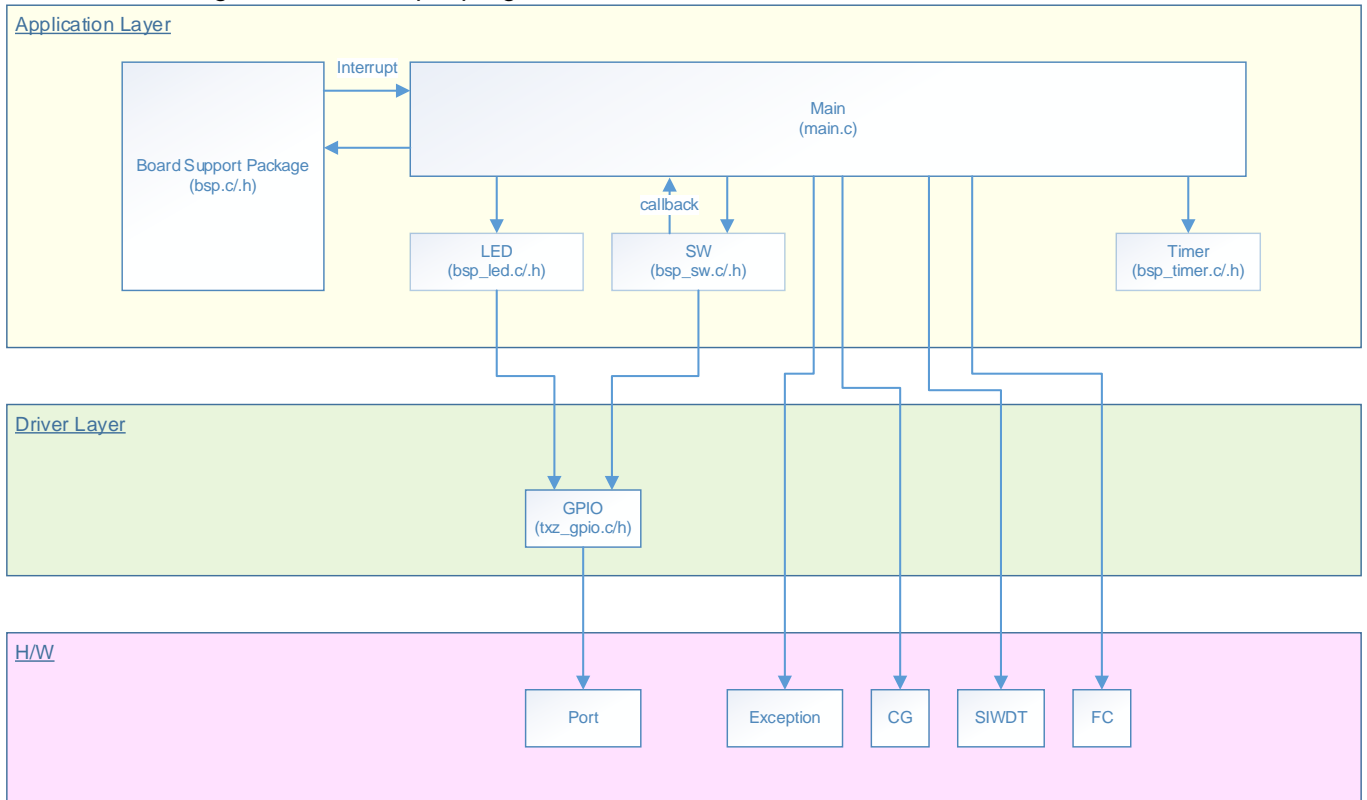 Application Layer
Interrupt
Main
(main.c)
Board Support Package
(bsp.c/.h)
callback
LED
(bsp_led.c/.h)
SW
(bsp_sw.c/.h)
Timer
(bsp_timer.c/.h)
Driver Layer
GPIO
(txz_gpio.c/h)
H/W
Port
Exception
CG
SIWDT
FC